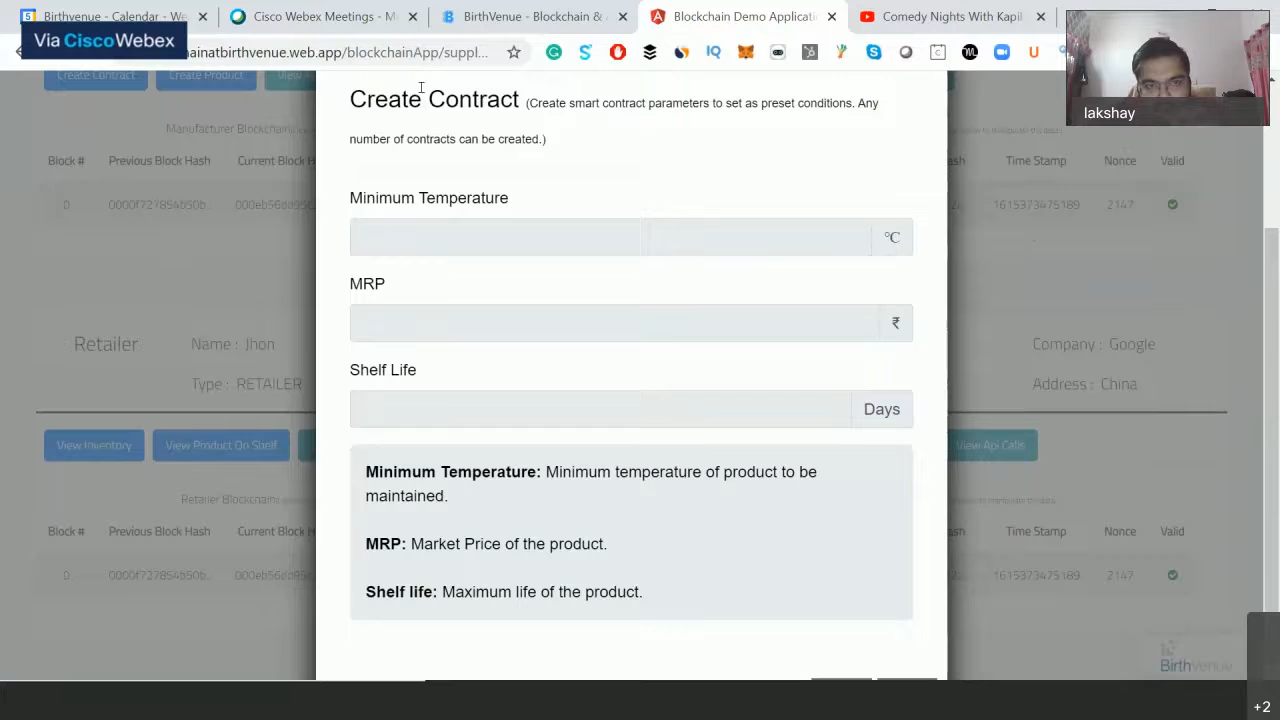 Birthvenue - Calendar - We
Cisco Webex Meetings - M
BirthVenue - Blockchain &
Blockchain Demo Applicati
Comedy Nights With Kapil
Via CiscoWebex
ainatbirthvenue.web.app/blockchainApp/suppl...
lakshay
Create Contract
Create Product
Create Contract (Create smart contract parameters to set as preset conditions. Any
number of contracts can be created.)
Manufacturer Blockchain
Block # Previous Block Hash Current Block H
Time Stamp Nonce Valid
0 0000f727854b50b..
1615373475189 2147
Minimum Temperature
°C
MRP
₹
Shelf Life
Days
Retailer Name : Jhon
Company : Google
Type : RETAILER
Address : China
View Inventory
View Product On Shelf
View Api Calls
Retailer Blockchain
Block # Previous Block Hash Current Block H
Time Stamp Nonce Valid
0 0000f727854b50b..
1615373475189 2147
Minimum Temperature: Minimum temperature of product to be
maintained.
MRP: Market Price of the product.
Shelf life: Maximum life of the product.
BirthVenue
+2